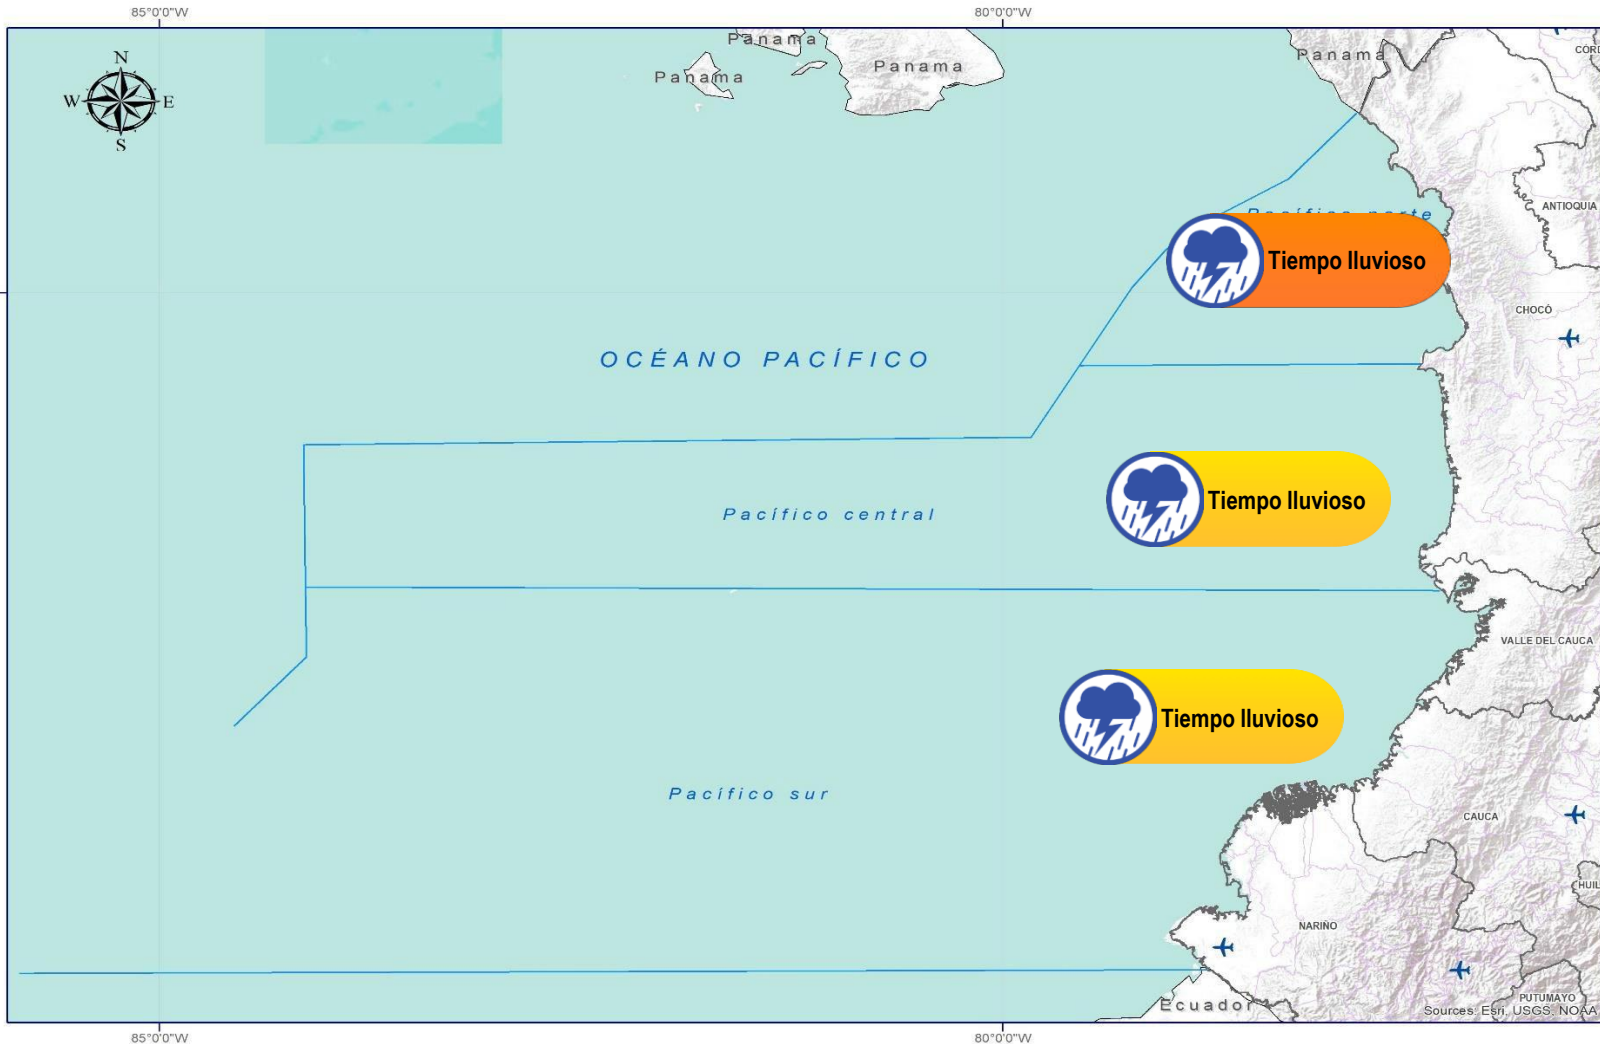 85°0'0"W
80°0'0"W
N
W
E
S
Panama
Panama
Panama
Panama
ANTIOQUIA
Pacífico norte
Tiempo lluvioso
CHOCÓ
OCÉANO PACÍFICO
Tiempo lluvioso
Pacífico central
VALLE DEL CAUCA
Tiempo lluvioso
Pacífico sur
CAUCA
HUIL
NARIÑO
PUTUMAYO
Ecuador
Sources: Esri, USGS, NOAA
85°0'0"W
80°0'0"W